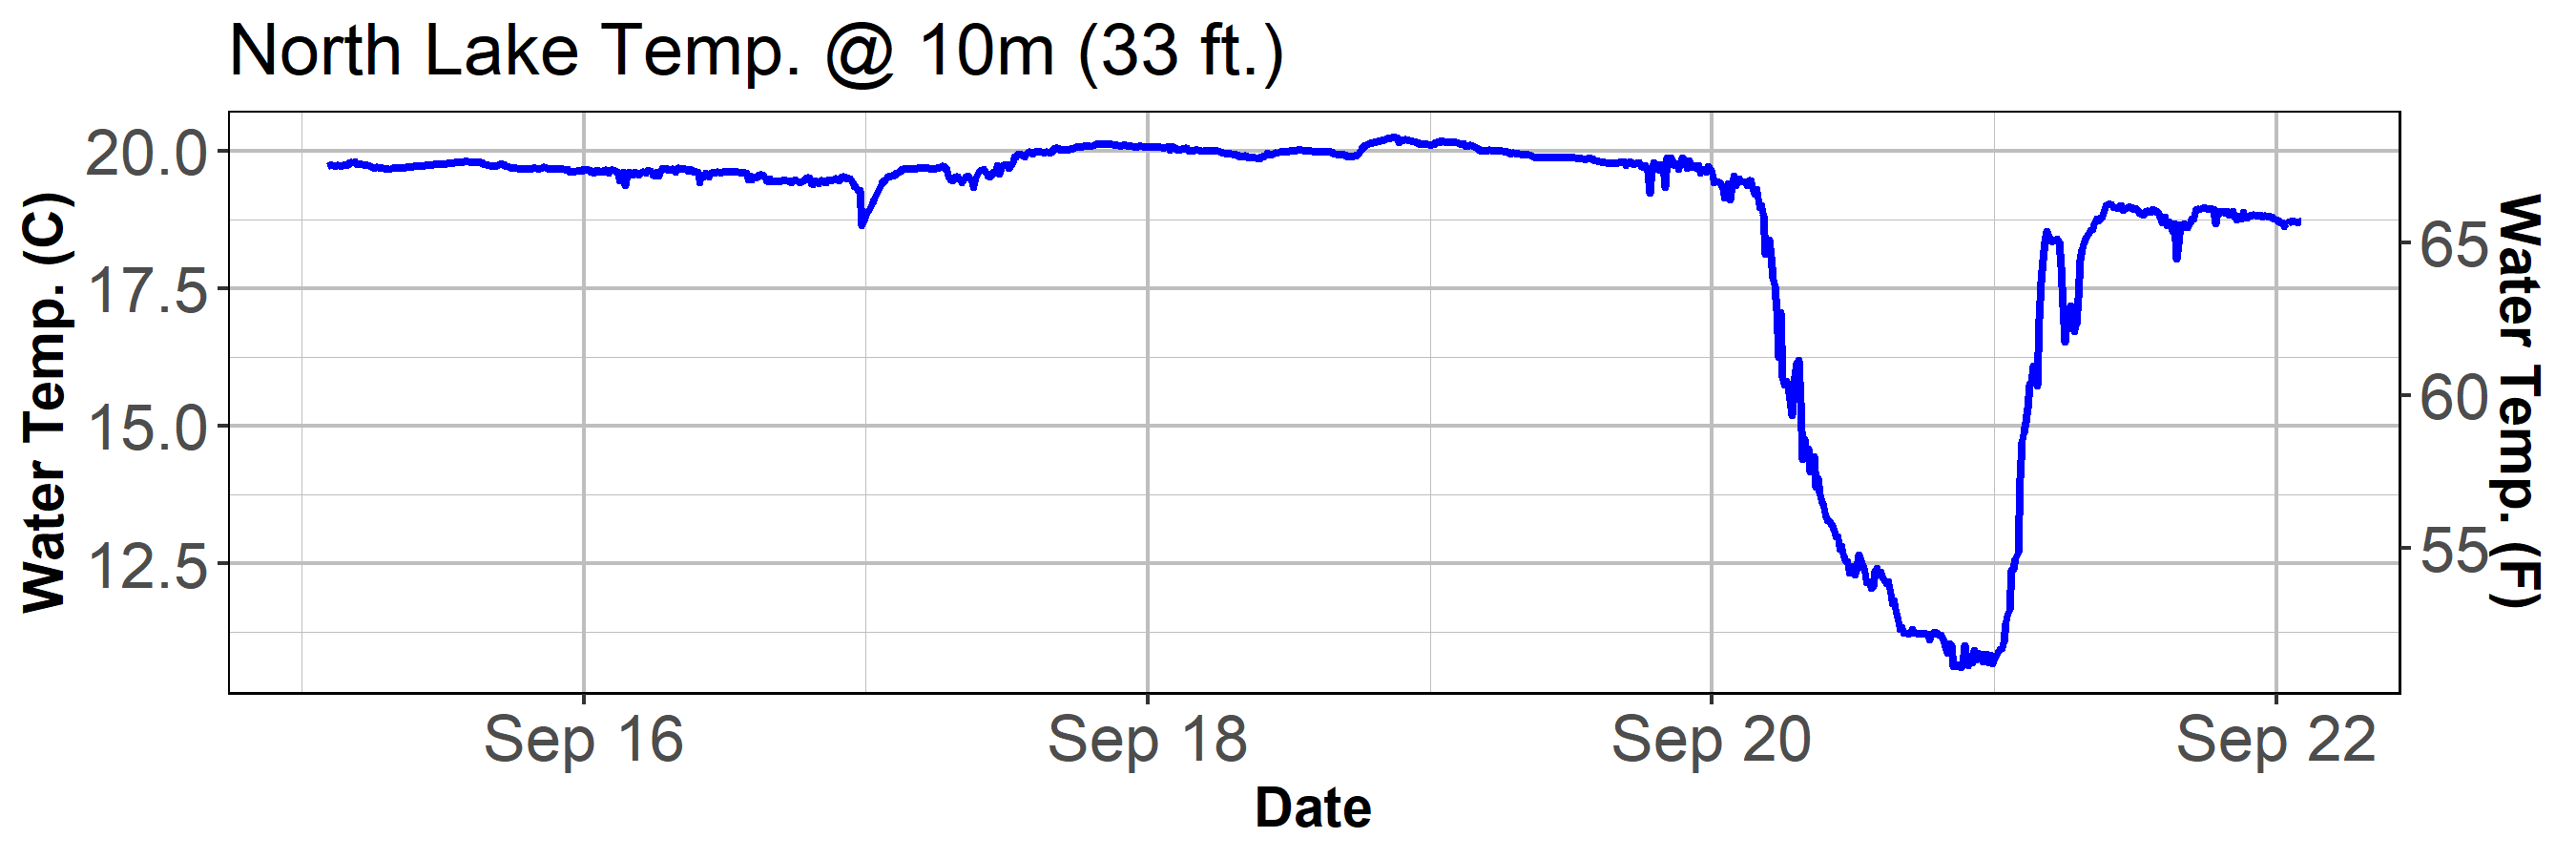 North Lake Temp. @ 10m (33 ft.)
Water Temp. (C)
20.0
17.5
15.0
12.5
65
60
55
Water Temp. (F)
Sep 16
Sep 18
Sep 20
Sep 22
Date